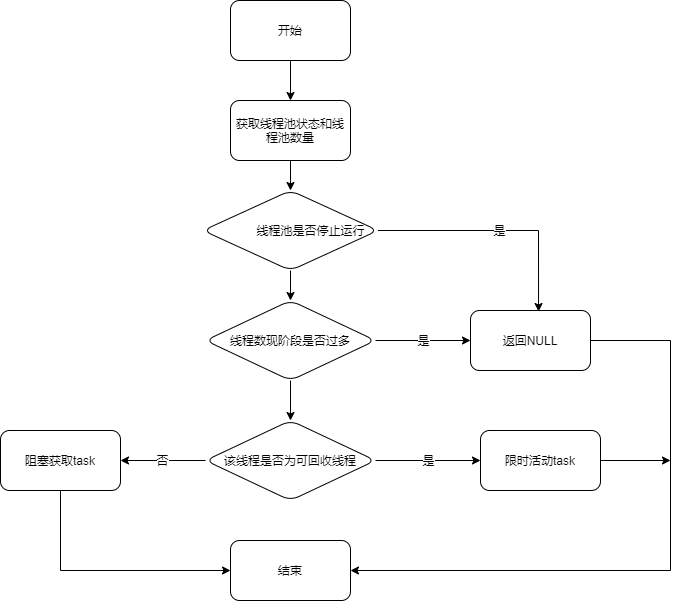 开始
获取线程池状态和线
程池数量
线程池是否停止运行
是
线程数现阶段是否过多
是
返回NULL
阻塞获取task
否
该线程是否为可回收线程
是
限时活动task
结束